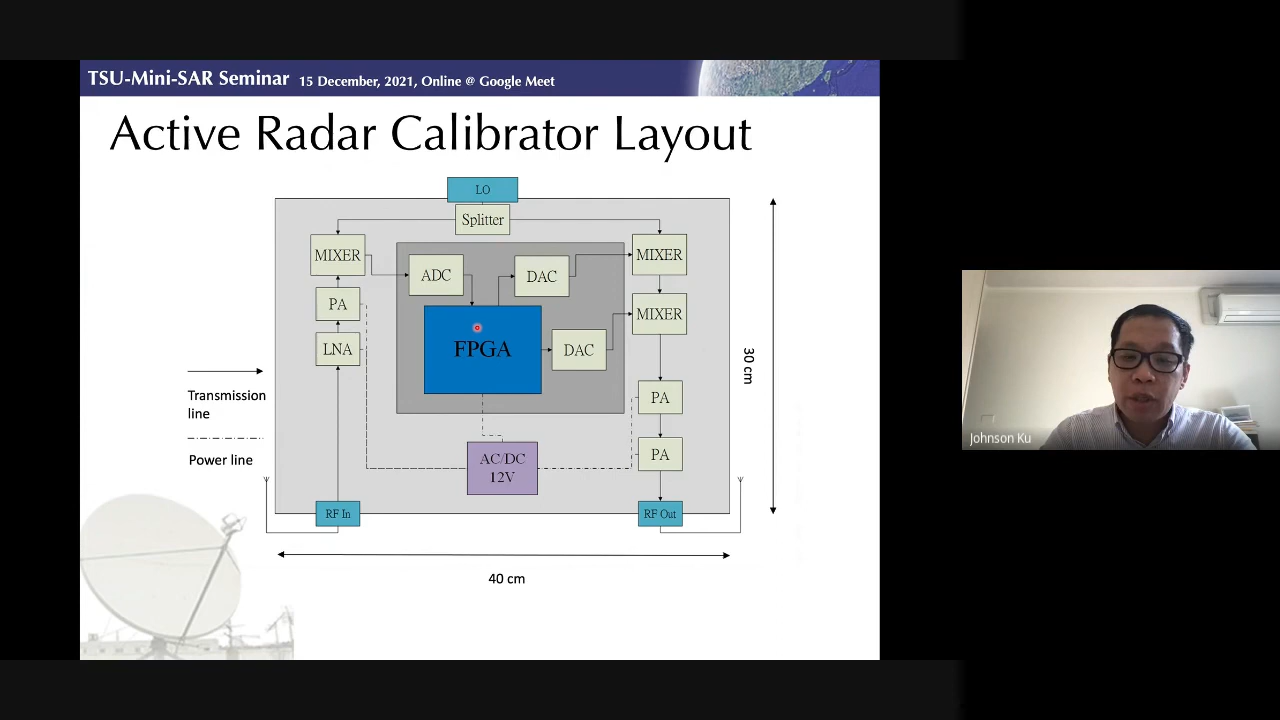 TSU-Mini-SAR Seminar 15 December, 2021, Online @ Google Meet
Active Radar Calibrator Layout
LO
Splitter
MIXER
ADC
DAC
MIXER
PA
MIXER
LNA
FPGA
DAC
30 cm
Transmission
line
PA
Power line
AC/DC
12V
PA
RF In
RF Out
40 cm
Johnson Ku